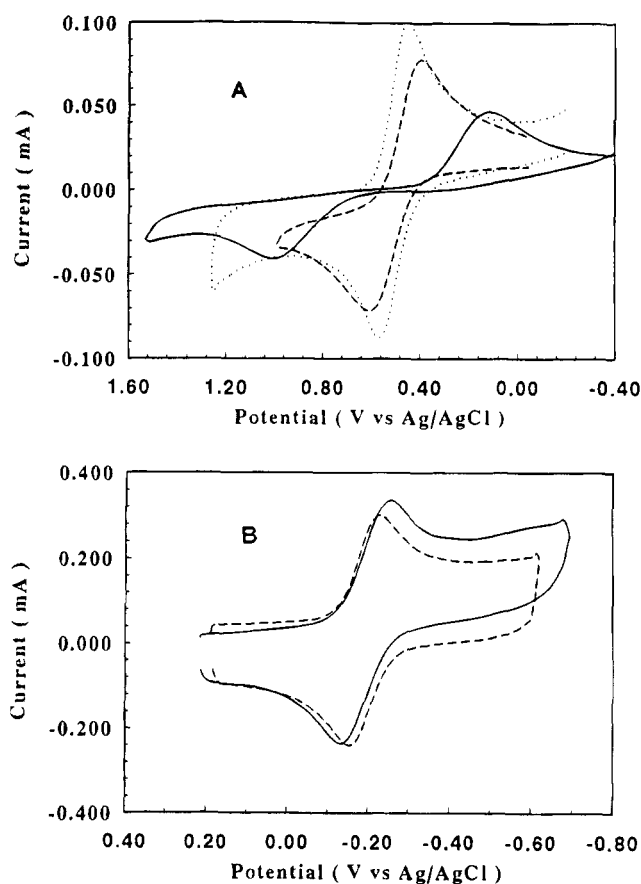 0.100
A
0.050
0.000
-0.050
-0.100
Current ( mA )
1.60 1.20 0.80 0.40 0.00 -0.40
Potential ( V vs Ag/AgCl )
0.400
B
0.200
0.000
-0.200
-0.400
Current ( mA )
0.40 0.20 0.00 -0.20 -0.40 -0.60 -0.80
Potential ( V vs Ag/AgCl )